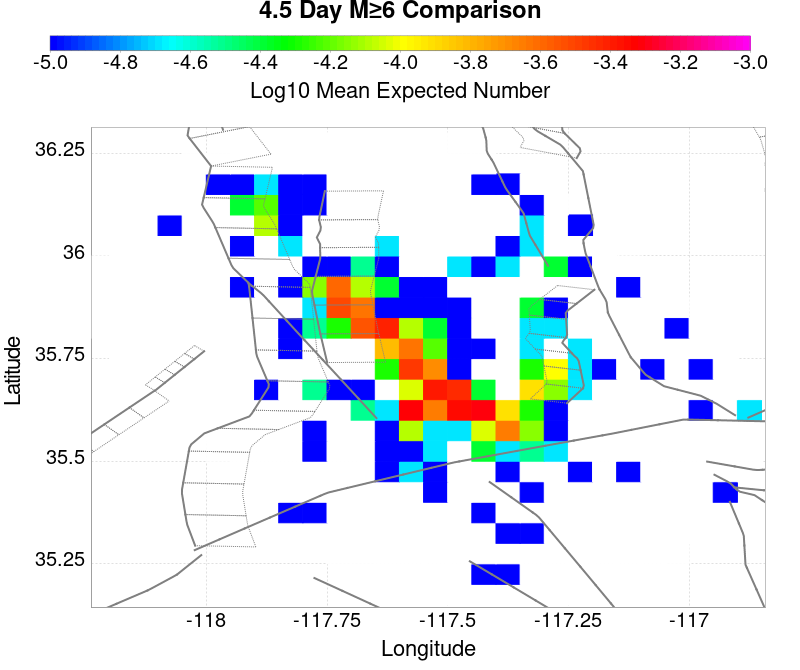 4.5 Day M≥6 Comparison
-5.0 -4.8 -4.6 -4.4 -4.2 -4.0 -3.8 -3.6 -3.4 -3.2 -3.0
Log10 Mean Expected Number
36.25
36
35.75
35.5
35.25
Latitude
-118 -117.75 -117.5 -117.25 -117
Longitude